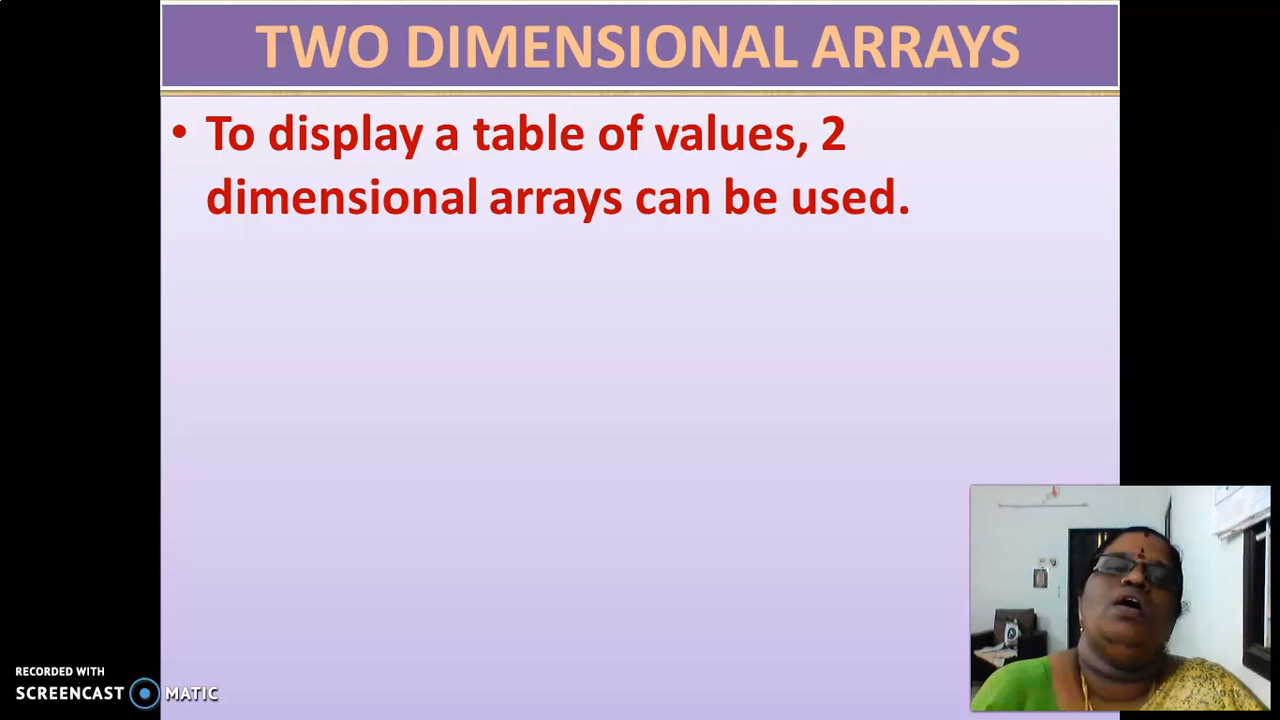 TWO DIMENSIONAL ARRAYS
• To display a table of values, 2
dimensional arrays can be used.
RECORDED WITH
SCREENCAST MATIC